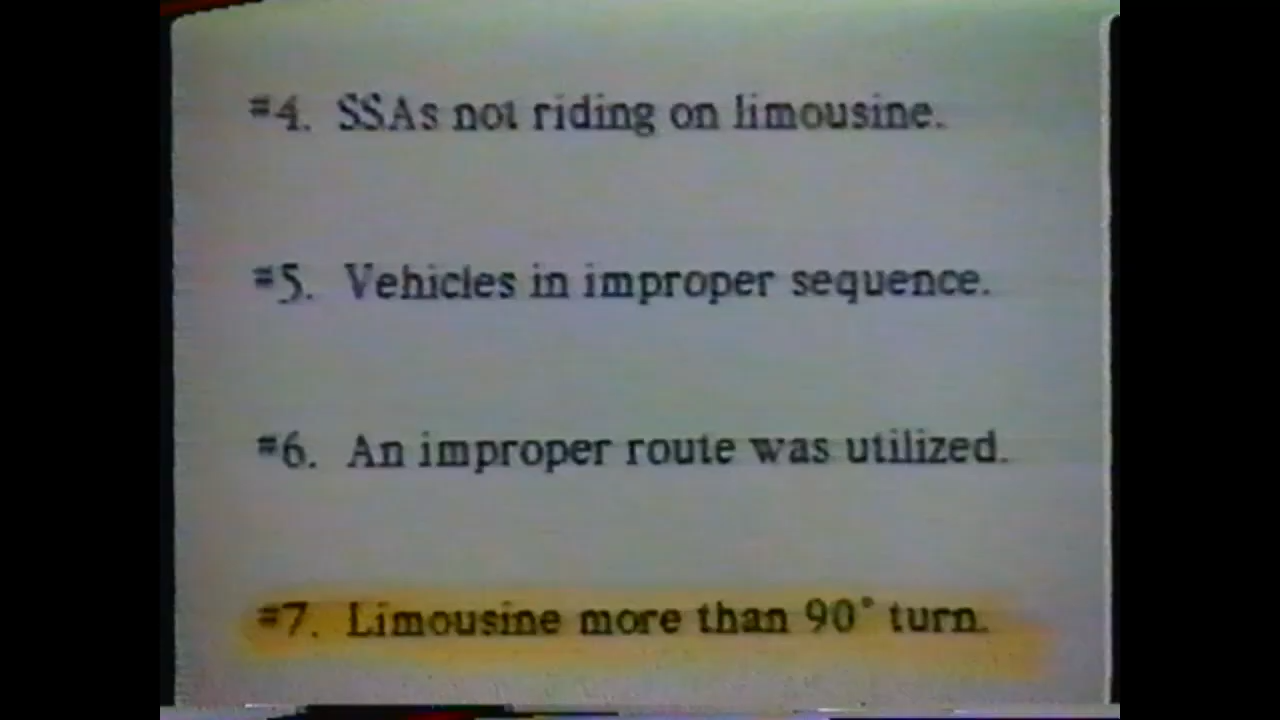 #4. SSAs not riding on limousine.
#5. Vehicles in improper sequence.
#6. An improper route was utilized.
#7. Limousine more than 90° turn.